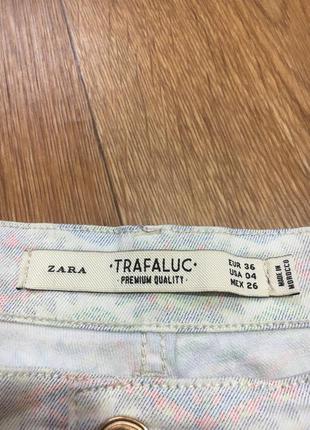 ZARA
·TRAFALUC·
PREMIUM QUALITY·
EUR 36
USA 04
MEX 26
MADE IN
MOROCCO